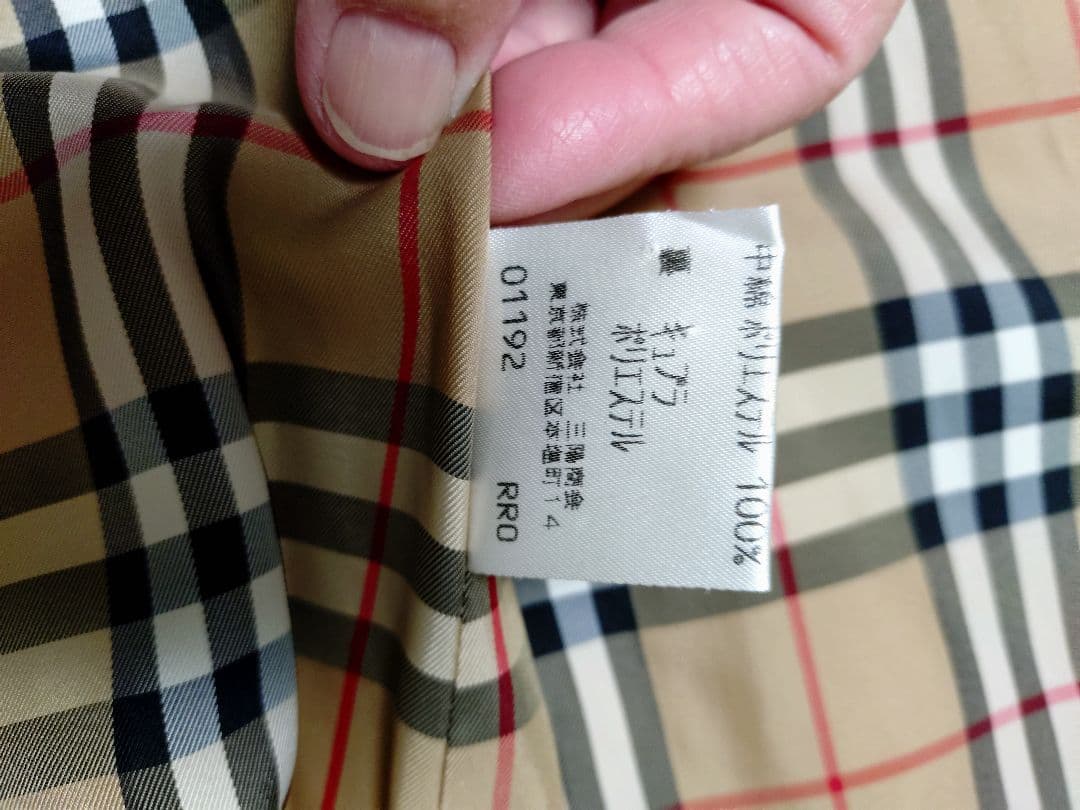 中綿 ポリエステル 100%
裏
キュプラ
ポリエステル
株式会社 三陽商会
東京都新宿区本塩町14
01192 RRO